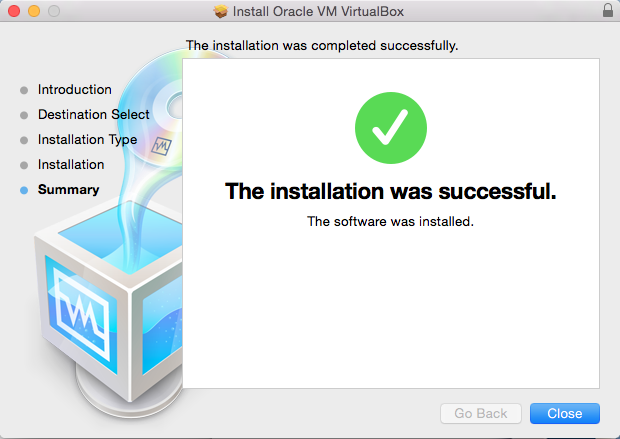 Install Oracle VM VirtualBox
The installation was completed successfully.
Introduction
Destination Select
Installation Type
Installation
Summary
The installation was successful.
The software was installed.
Go Back
Close